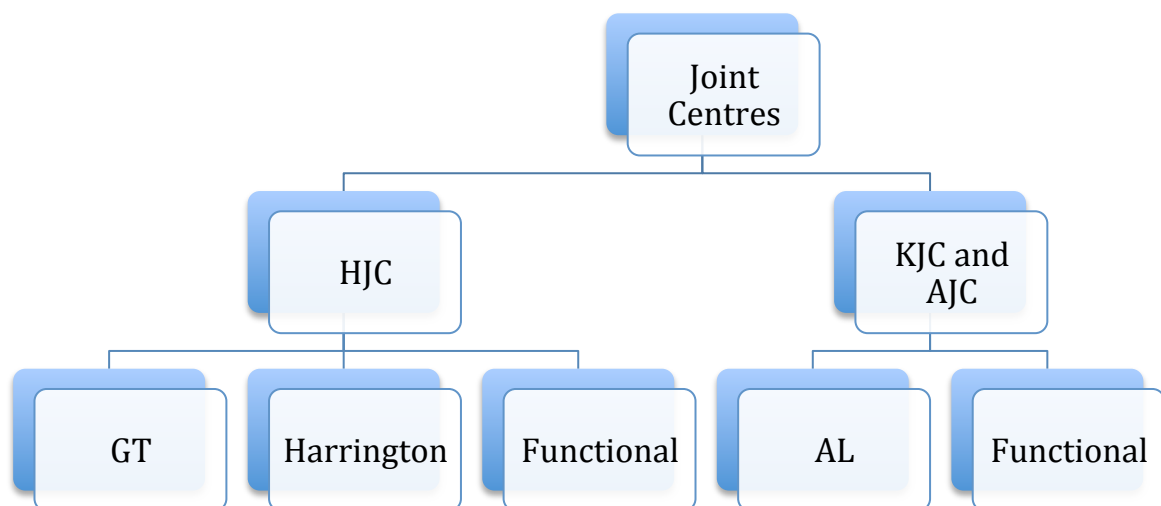 Joint
Centres
HJC
KJC and
AJC
GT
Harrington
Functional
AL
Functional